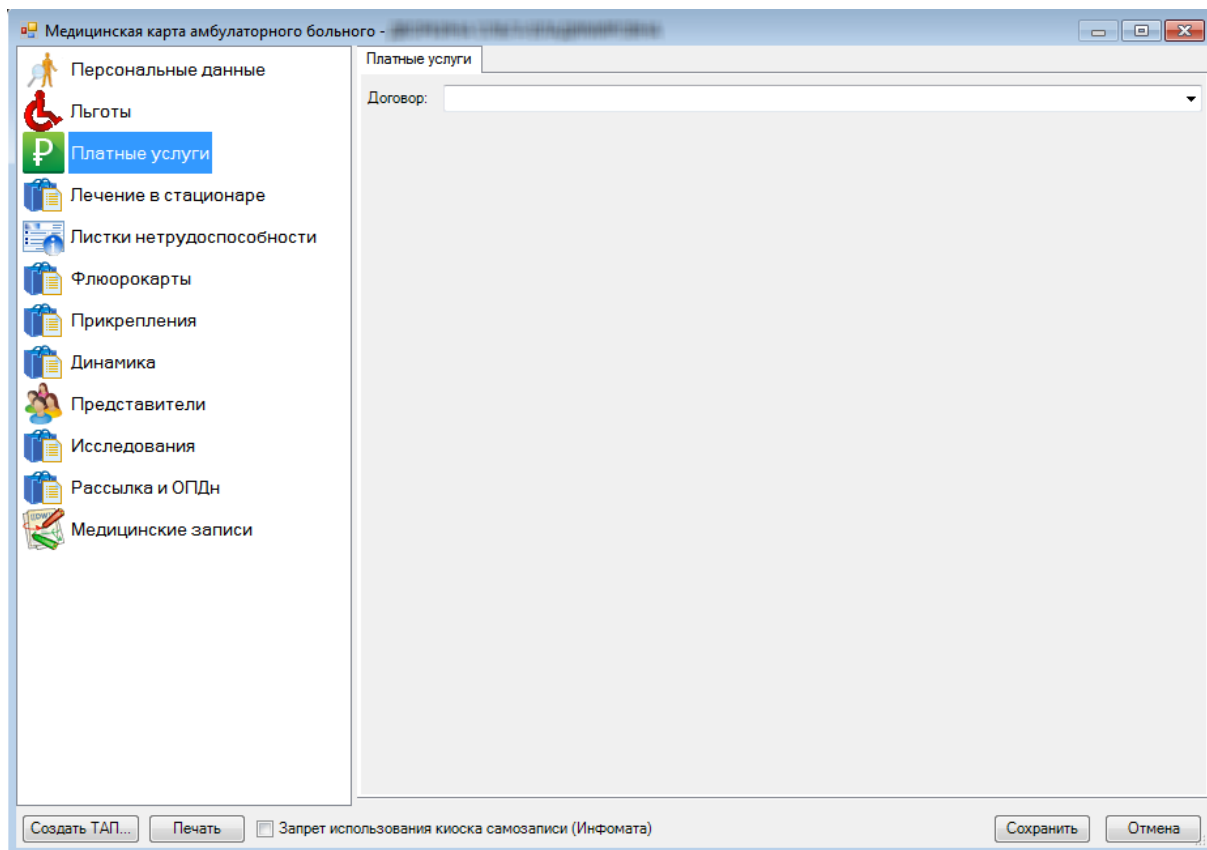 Медицинская карта амбулаторного больного -
Персональные данные
Льготы
Платные услуги
Лечение в стационаре
Листки нетрудоспособности
Флюорокарты
Прикрепления
Динамика
Представители
Исследования
Рассылка и ОПДн
Медицинские записи
Платные услуги
Договор:
Создать ТАП... Печать Запрет использования киоска самозаписи (Инфомата) Сохранить Отмена